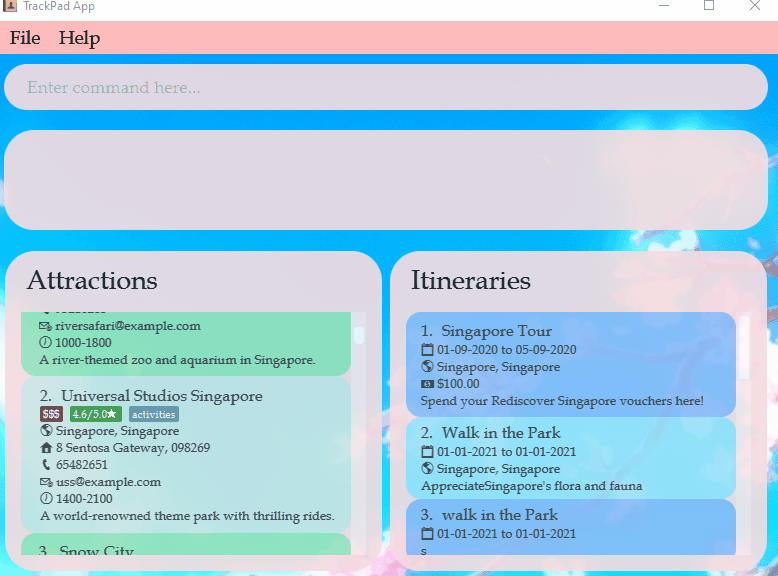 TrackPad App
File Help
Enter command here...
Attractions
riversafari@example.com
1000-1800
A river-themed zoo and aquarium in Singapore.
2. Universal Studios Singapore
$$$ 4.6/5.0★ activities
Singapore, Singapore
8 Sentosa Gateway, 098269
65482651
uss@example.com
1400-2100
A world-renowned theme park with thrilling rides.
3. Snow City
Itineraries
1. Singapore Tour
01-09-2020 to 05-09-2020
Singapore, Singapore
$100.00
Spend your Rediscover Singapore vouchers here!
2. Walk in the Park
01-01-2021 to 01-01-2021
Singapore, Singapore
AppreciateSingapore's flora and fauna
3. walk in the Park
01-01-2021 to 01-01-2021
s